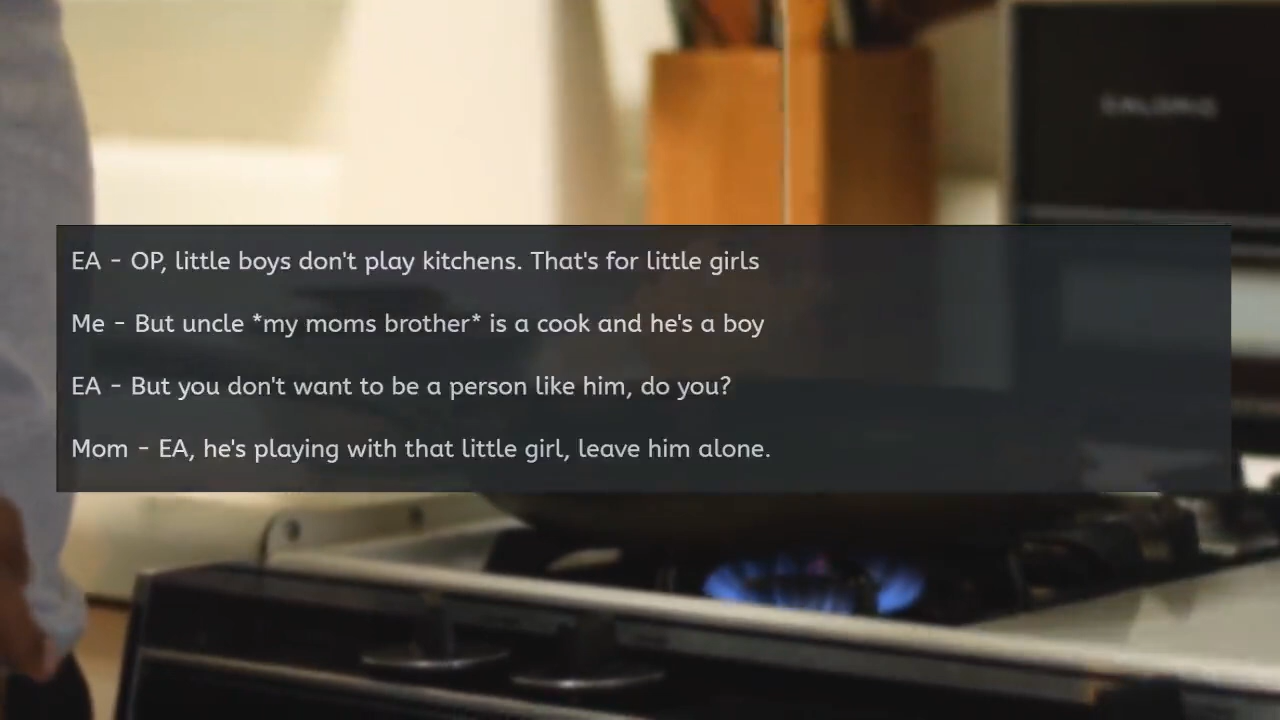 EA - OP, little boys don't play kitchens. That's for little girls
Me - But uncle *my moms brother* is a cook and he's a boy
EA - But you don't want to be a person like him, do you?
Mom - EA, he's playing with that little girl, leave him alone.